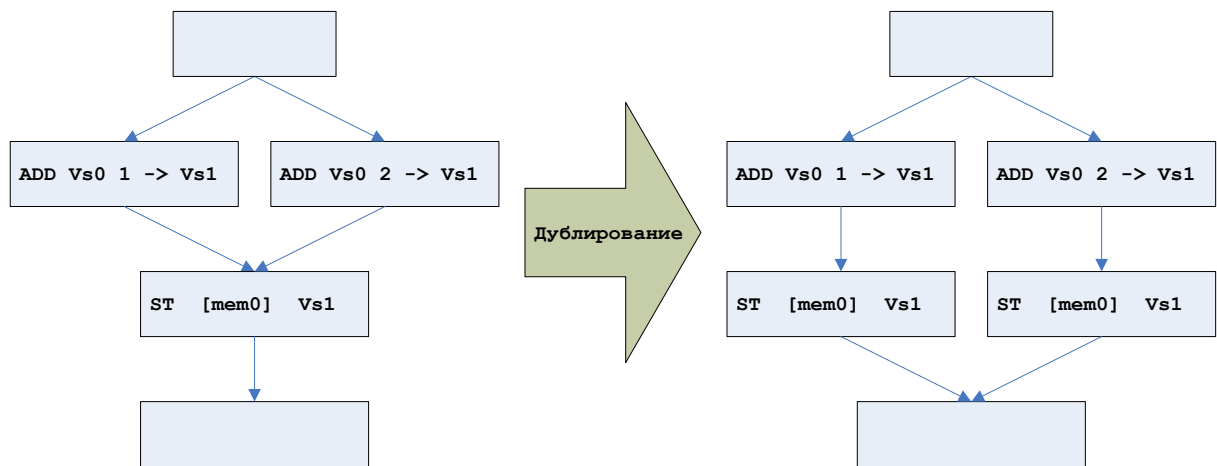 ADD Vs0 1 -> Vs1
ADD Vs0 2 -> Vs1
ST [mem0] Vs1
Дублирование
ADD Vs0 1 -> Vs1
ADD Vs0 2 -> Vs1
ST [mem0] Vs1
ST [mem0] Vs1